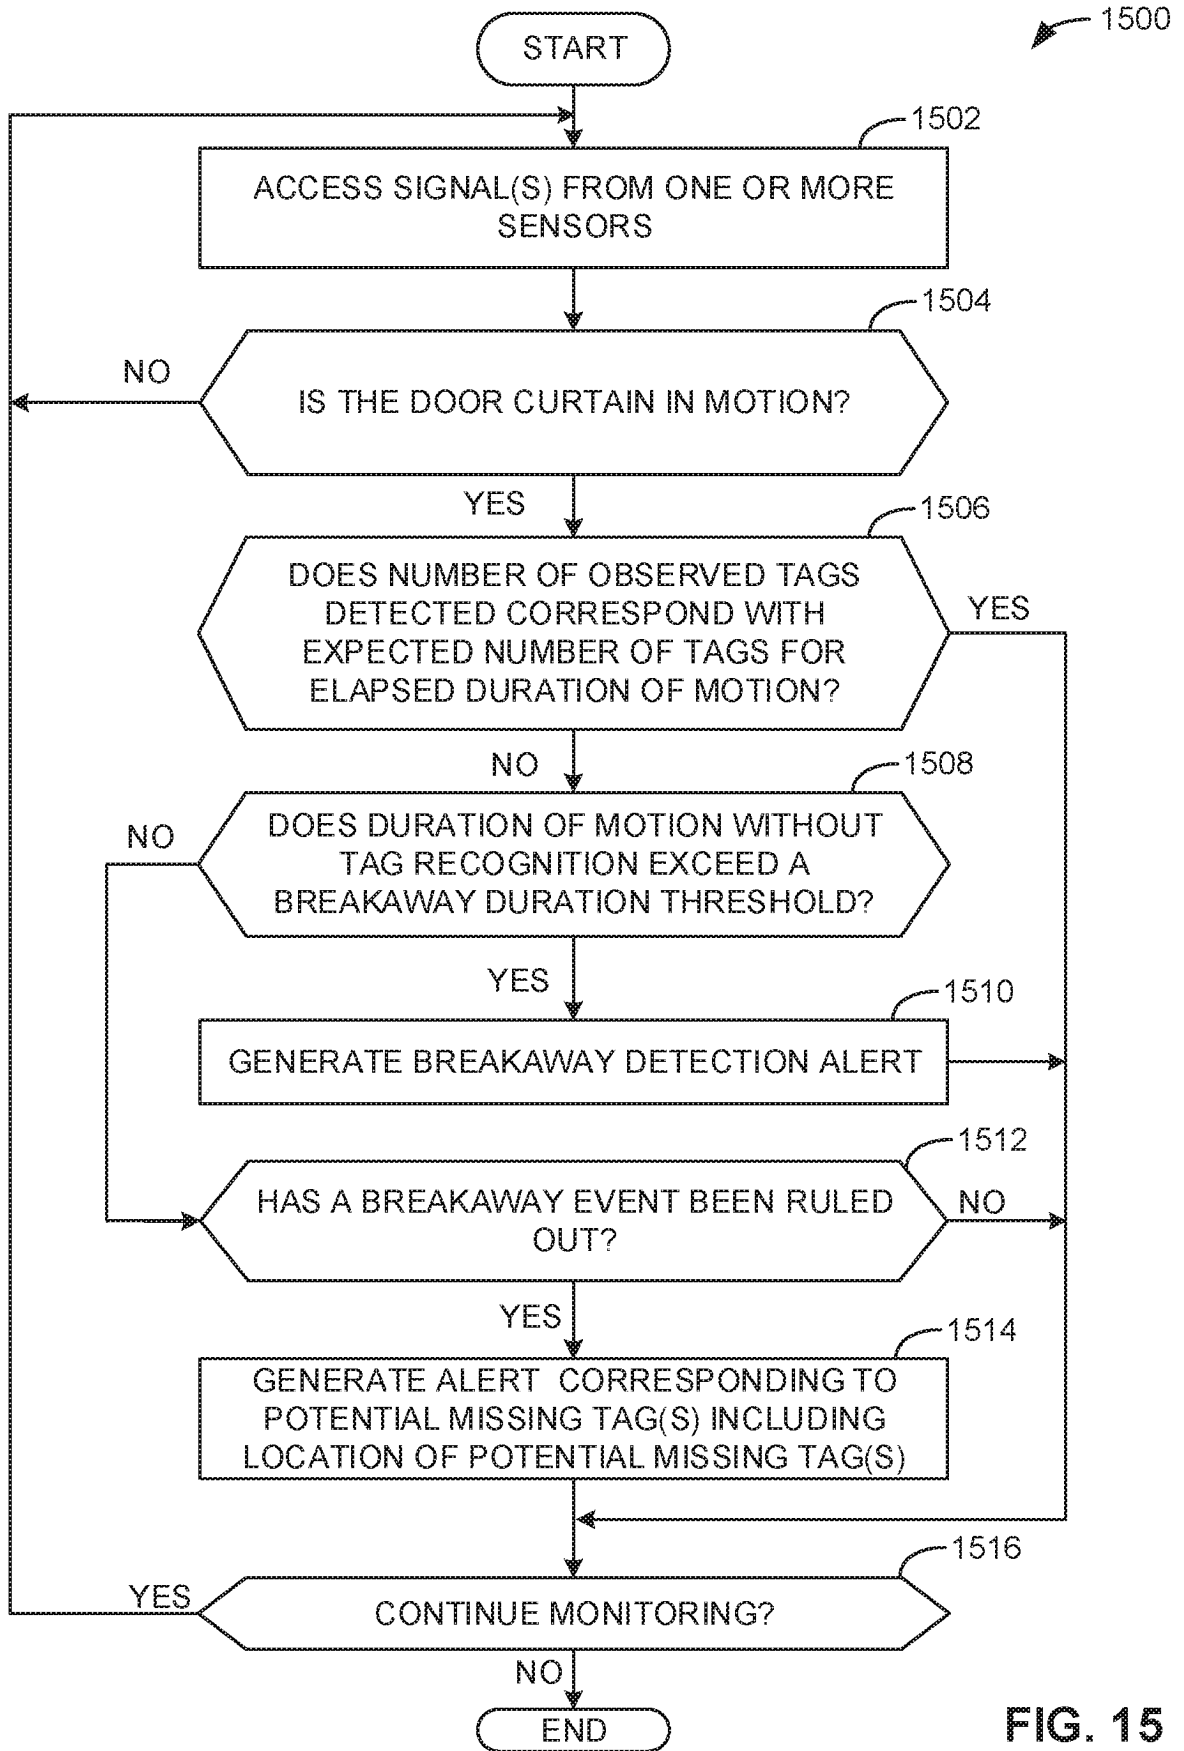 1500
START
1502
ACCESS SIGNAL(S) FROM ONE OR MORE
SENSORS
1504
NO
IS THE DOOR CURTAIN IN MOTION?
YES
1506
DOES NUMBER OF OBSERVED TAGS
DETECTED CORRESPOND WITH
EXPECTED NUMBER OF TAGS FOR
ELAPSED DURATION OF MOTION?
YES
NO
1508
NO
DOES DURATION OF MOTION WITHOUT
TAG RECOGNITION EXCEED A
BREAKAWAY DURATION THRESHOLD?
YES
1510
GENERATE BREAKAWAY DETECTION ALERT
1512
HAS A BREAKAWAY EVENT BEEN RULED
OUT?
NO
YES
1514
GENERATE ALERT CORRESPONDING TO
POTENTIAL MISSING TAG(S) INCLUDING
LOCATION OF POTENTIAL MISSING TAG(S)
1516
YES
CONTINUE MONITORING?
NO
END
FIG. 15